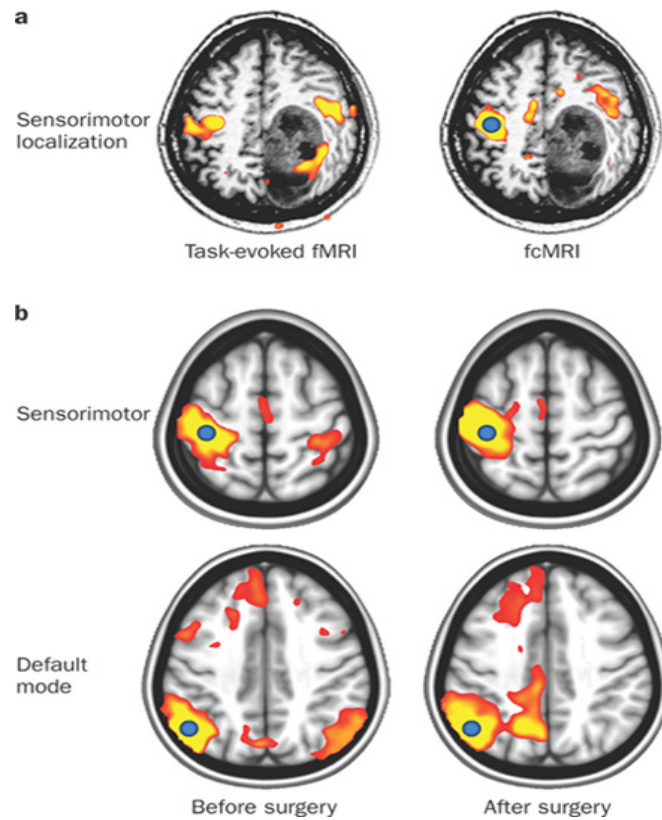 a
Sensorimotor
localization
Task-evoked fMRI
fcMRI
b
Sensorimotor
Default
mode
Before surgery
After surgery